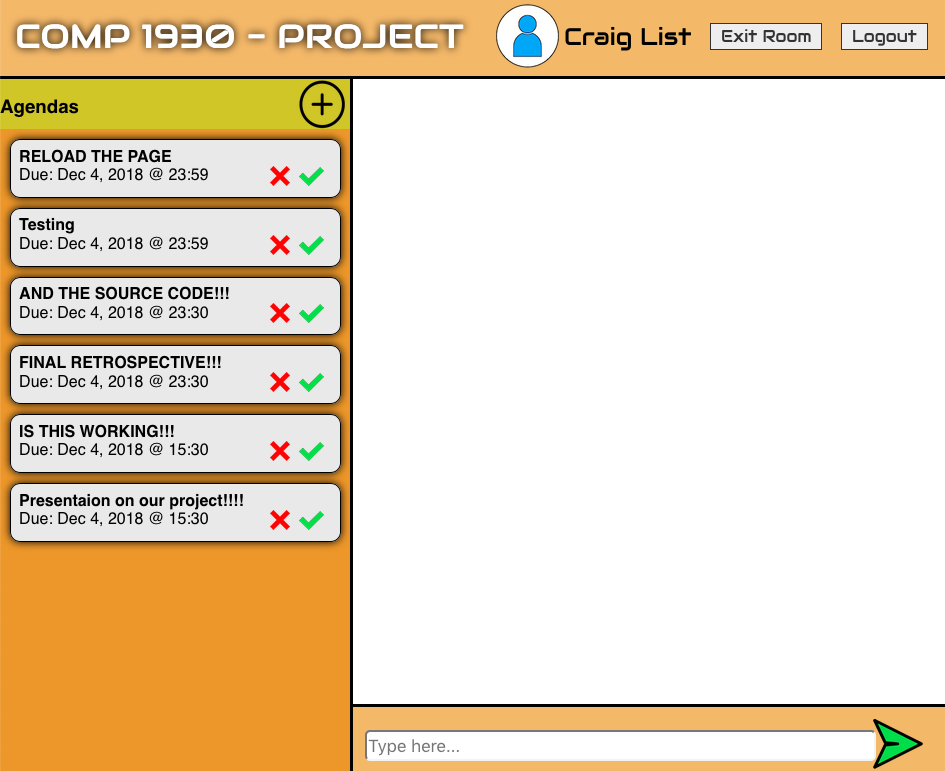 COMP 1930 - PROJECT
Craig List
Exit Room
Logout
Agendas
RELOAD THE PAGE
Due: Dec 4, 2018 @ 23:59
Testing
Due: Dec 4, 2018 @ 23:59
AND THE SOURCE CODE!!!
Due: Dec 4, 2018 @ 23:30
FINAL RETROSPECTIVE!!!
Due: Dec 4, 2018 @ 23:30
IS THIS WORKING!!!
Due: Dec 4, 2018 @ 15:30
Presentaion on our project!!!!
Due: Dec 4, 2018 @ 15:30
Type here...